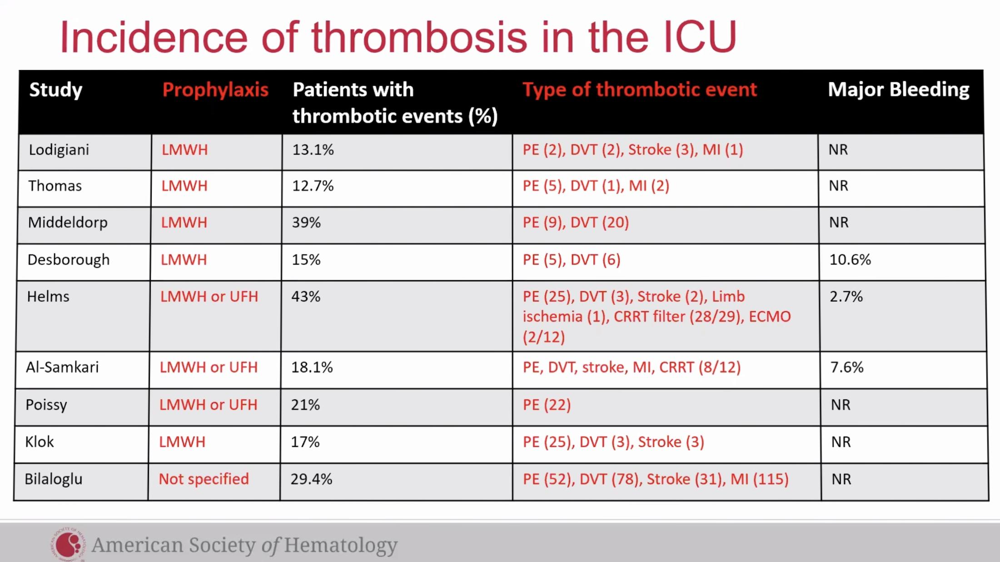 Incidence of thrombosis in the ICU
Study Prophylaxis Patients with thrombotic events (%) Type of thrombotic event Major Bleeding
Lodigiani LMWH 13.1% PE (2), DVT (2), Stroke (3), MI (1) NR
Thomas LMWH 12.7% PE (5), DVT (1), MI (2) NR
Middeldorp LMWH 39% PE (9), DVT (20) NR
Desborough LMWH 15% PE (5), DVT (6) 10.6%
Helms LMWH or UFH 43% PE (25), DVT (3), Stroke (2), Limb ischemia (1), CRRT filter (28/29), ECMO (2/12) 2.7%
Al-Samkari LMWH or UFH 18.1% PE, DVT, stroke, MI, CRRT (8/12) 7.6%
Poissy LMWH or UFH 21% PE (22) NR
Klok LMWH 17% PE (25), DVT (3), Stroke (3) NR
Bilaloglu Not specified 29.4% PE (52), DVT (78), Stroke (31), MI (115) NR
American Society of Hematology